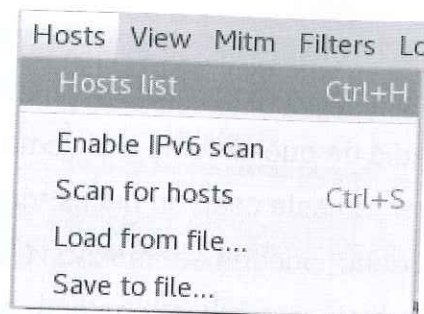 Hosts View Mitm Filters Lo
Hosts list Ctrl+H
Enable IPv6 scan
Scan for hosts Ctrl+S
Load from file...
Save to file...